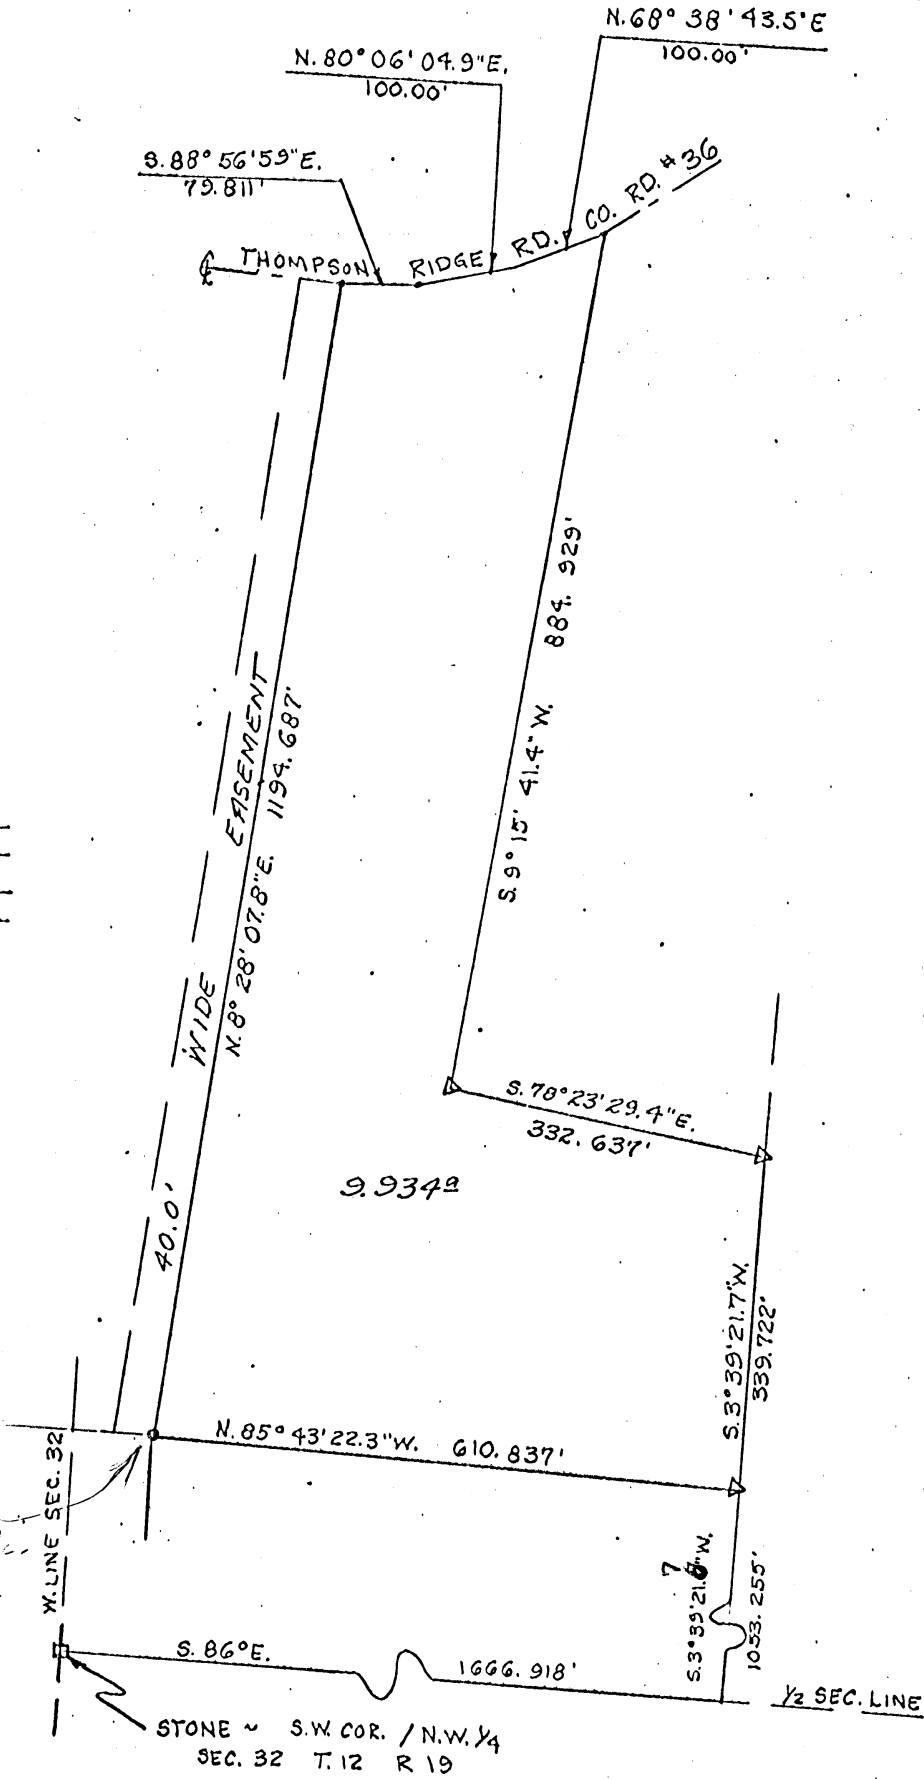 N.68° 38' 43.5"E
100.00'
N. 80° 06' 04.9"E.
100.00'
S. 88° 56' 59" E.
79.811'
℄ THOMPSON RIDGE RD. CO. RD. #36
884. 929'
S. 9° 15' 41.4" W.
40.0' WIDE EASEMENT
N. 8° 28' 07.8" E. 1194.687'
S. 78° 23' 29.4" E.
332. 637'
9.934a
S. 3° 39' 21.7" W.
339.722'
N. 85° 43' 22.3" W. 610.837'
W. LINE SEC. 32
7
S. 3° 39' 21. " W.
1053. 255'
S. 86° E.
1666. 918'
1/2 SEC. LINE
STONE ~ S.W. COR. / N.W. 1/4
SEC. 32 T. 12 R 19